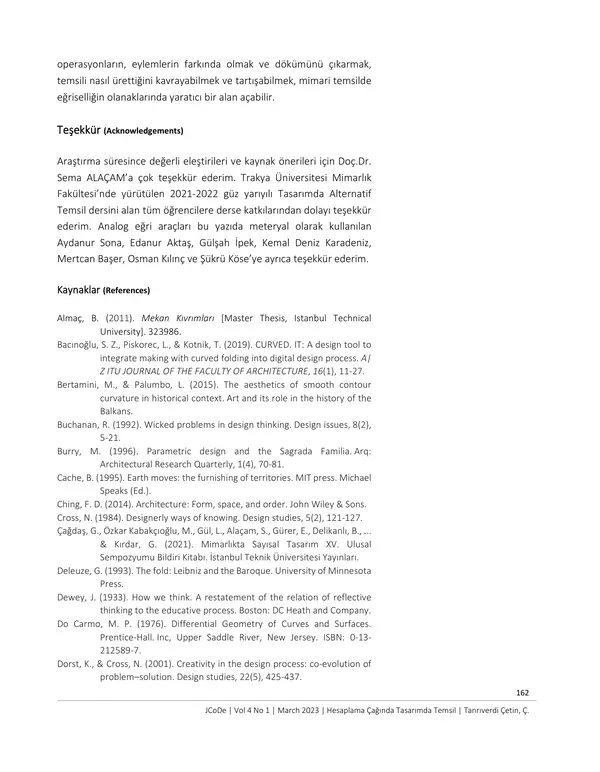 operasyonların, eylemlerin farkında olmak ve dökümünü çıkarmak,
temsili nasıl ürettiğini kavrayabilmek ve tartışabilmek, mimari temsilde
eğriselliğin olanaklarında yaratıcı bir alan açabilir.
Teşekkür (Acknowledgements)
Araştırma süresince değerli eleştirileri ve kaynak önerileri için Doç.Dr.
Sema ALAÇAM’a çok teşekkür ederim. Trakya Üniversitesi Mimarlık
Fakültesi’nde yürütülen 2021-2022 güz yarıyılı Tasarımda Alternatif
Temsil dersini alan tüm öğrencilere derse katkılarından dolayı teşekkür
ederim. Analog eğri araçları bu yazıda meteryal olarak kullanılan
Aydanur Sona, Edanur Aktaş, Gülşah İpek, Kemal Deniz Karadeniz,
Mertcan Başer, Osman Kılınç ve Şükrü Köse’ye ayrıca teşekkür ederim.
Kaynaklar (References)
Almaç, B. (2011). Mekan Kıvrımları [Master Thesis, Istanbul Technical
University]. 323986.
Bacınoğlu, S. Z., Piskorec, L., & Kotnik, T. (2019). CURVED. IT: A design tool to
integrate making with curved folding into digital design process. A|
Z ITU JOURNAL OF THE FACULTY OF ARCHITECTURE, 16(1), 11-27.
Bertamini, M., & Palumbo, L. (2015). The aesthetics of smooth contour
curvature in historical context. Art and its role in the history of the
Balkans.
Buchanan, R. (1992). Wicked problems in design thinking. Design issues, 8(2),
5-21.
Burry, M. (1996). Parametric design and the Sagrada Familia. Arq:
Architectural Research Quarterly, 1(4), 70-81.
Cache, B. (1995). Earth moves: the furnishing of territories. MIT press. Michael
Speaks (Ed.).
Ching, F. D. (2014). Architecture: Form, space, and order. John Wiley & Sons.
Cross, N. (1984). Designerly ways of knowing. Design studies, 5(2), 121-127.
Çağdaş, G., Özkar Kabakçıoğlu, M., Gül, L., Alaçam, S., Gürer, E., Delikanlı, B., ...
& Kırdar, G. (2021). Mimarlıkta Sayısal Tasarım XV. Ulusal
Sempozyumu Bildiri Kitabı. İstanbul Teknik Üniversitesi Yayınları.
Deleuze, G. (1993). The fold: Leibniz and the Baroque. University of Minnesota
Press.
Dewey, J. (1933). How we think. A restatement of the relation of reflective
thinking to the educative process. Boston: DC Heath and Company.
Do Carmo, M. P. (1976). Differential Geometry of Curves and Surfaces.
Prentice-Hall. Inc, Upper Saddle River, New Jersey. ISBN: 0-13-
212589-7.
Dorst, K., & Cross, N. (2001). Creativity in the design process: co-evolution of
problem–solution. Design studies, 22(5), 425-437.
162
JCoDe | Vol 4 No 1 | March 2023 | Hesaplama Çağında Tasarımda Temsil | Tanrıverdi Çetin, Ç.